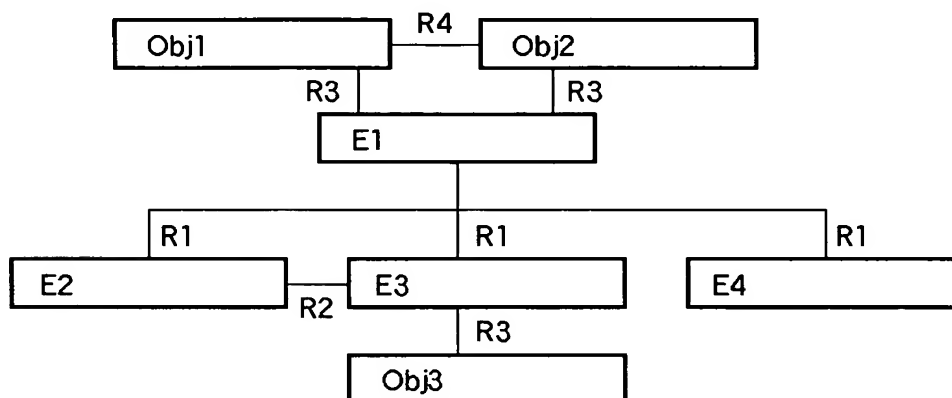 R4
Obj1 Obj2
R3 R3
E1
R1 R1 R1
E2 E3 E4
R2
R3
Obj3